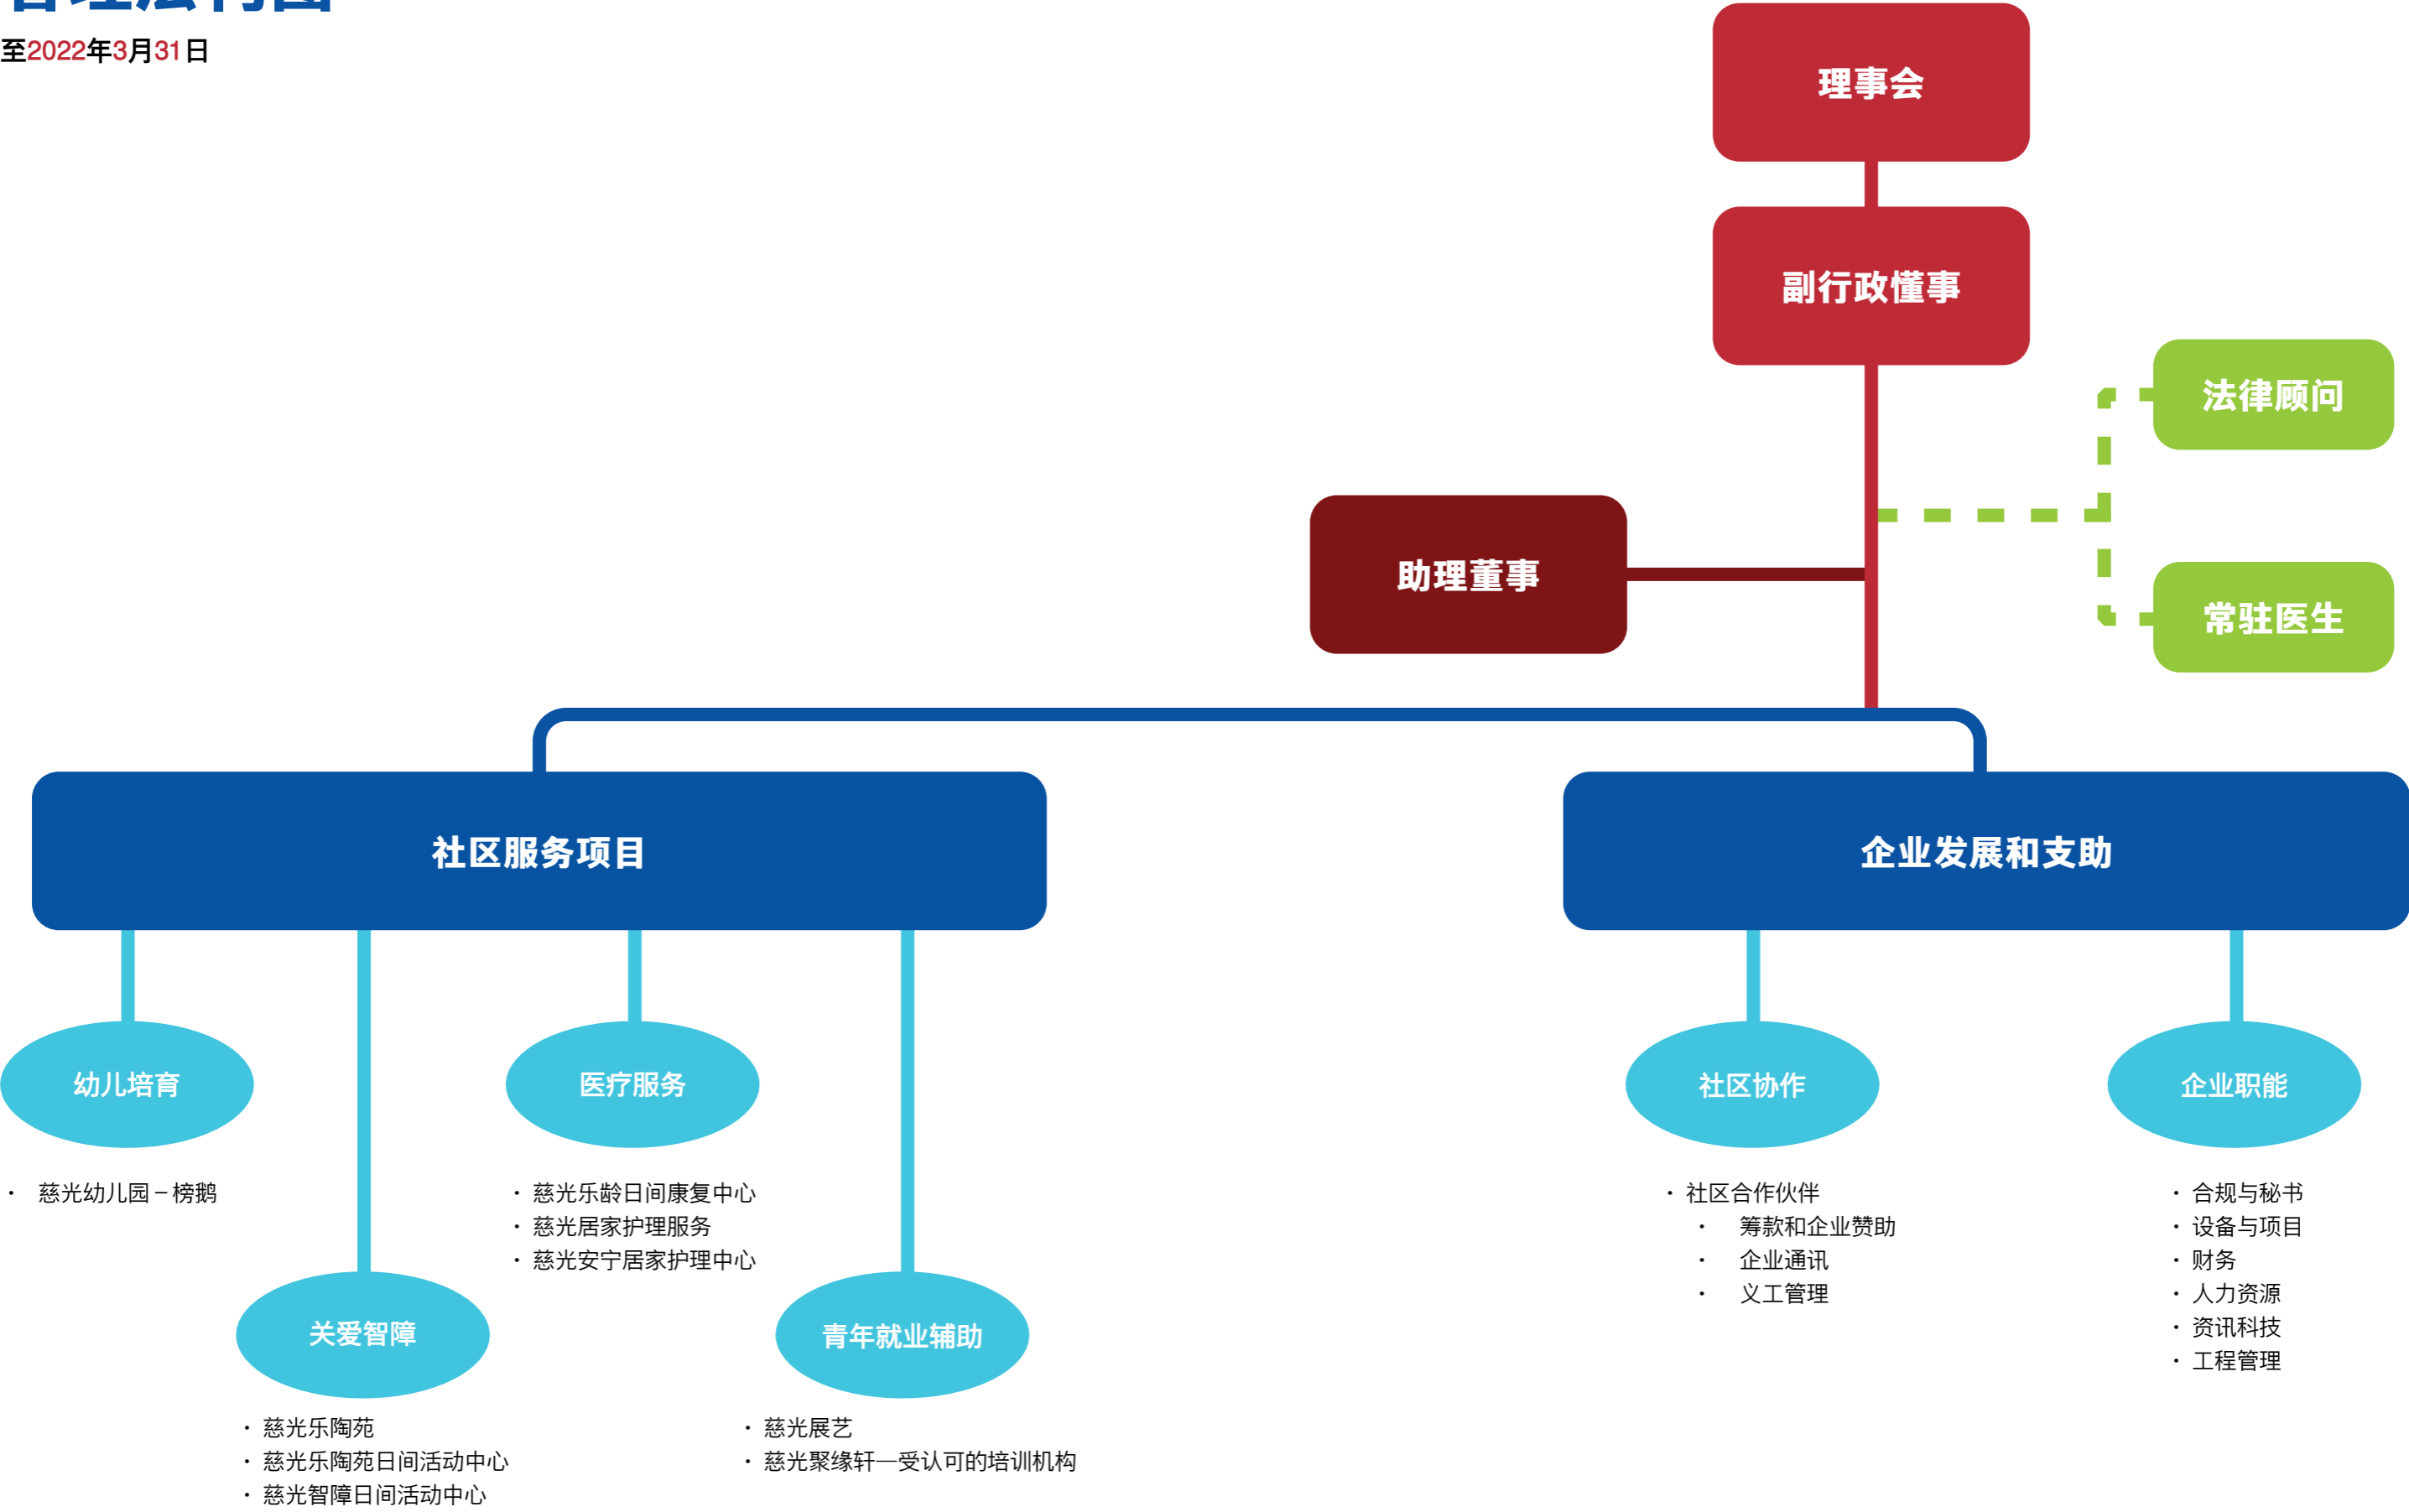 至2022年3月31日
理事会
副行政懂事
法律顾问
助理董事
常驻医生
社区服务项目
企业发展和支助
幼儿培育
• 慈光幼儿园 – 榜鹅
关爱智障
• 慈光乐陶苑
• 慈光乐陶苑日间活动中心
• 慈光智障日间活动中心
医疗服务
• 慈光乐龄日间康复中心
• 慈光居家护理服务
• 慈光安宁居家护理中心
青年就业辅助
• 慈光展艺
• 慈光聚缘轩—受认可的培训机构
社区协作
• 社区合作伙伴
• 筹款和企业赞助
• 企业通讯
• 义工管理
企业职能
• 合规与秘书
• 设备与项目
• 财务
• 人力资源
• 资讯科技
• 工程管理